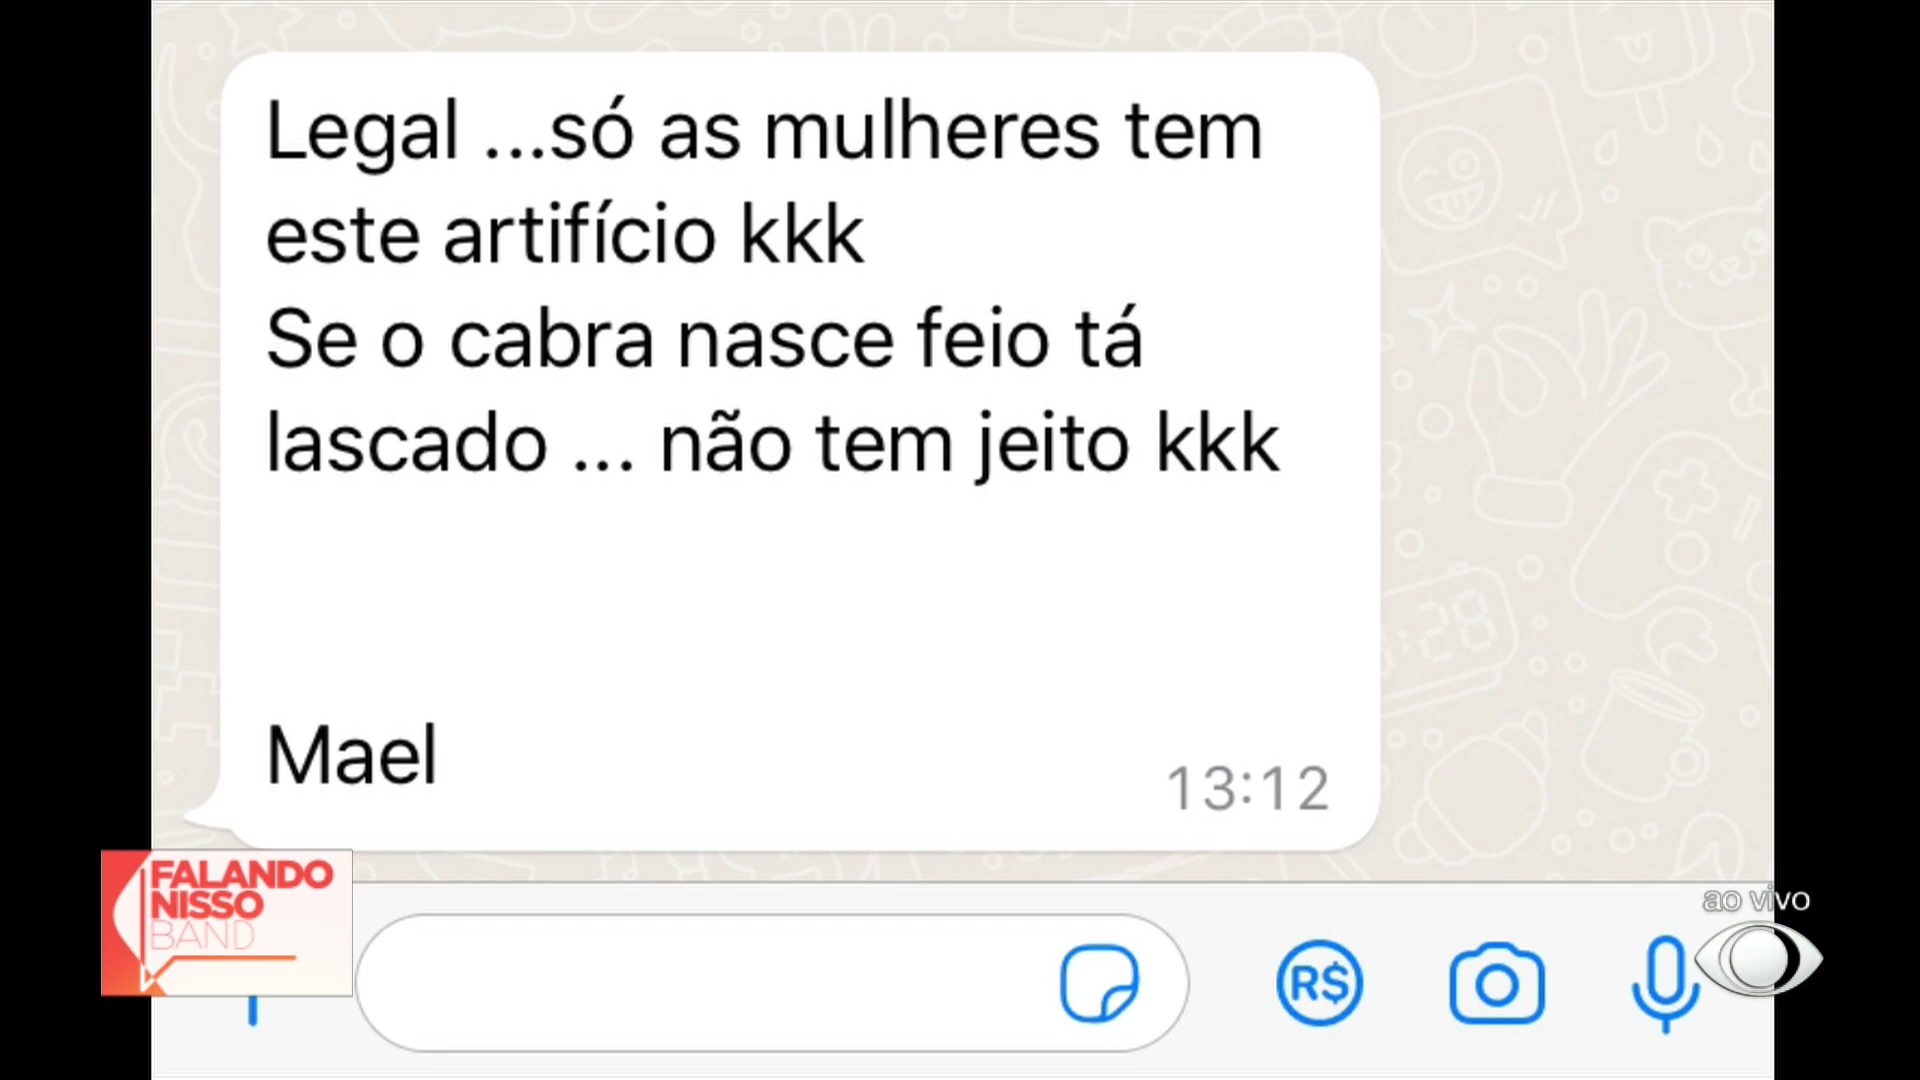 Legal ...só as mulheres tem
este artifício kkk
Se o cabra nasce feio tá
lascado ... não tem jeito kkk
Mael
13:12
FALANDO
NISSO
BAND
ao vivo
R$
:28